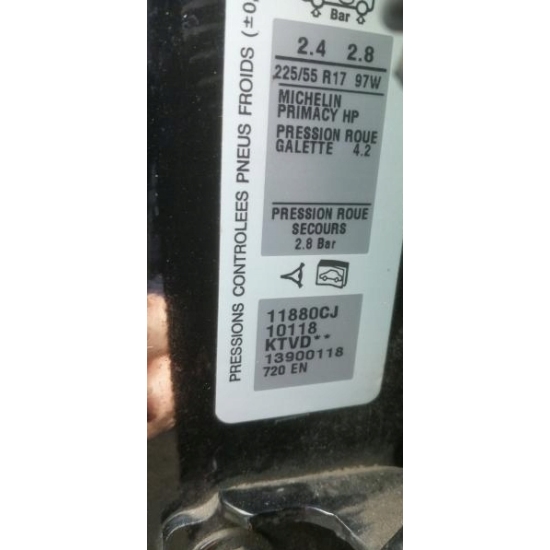 Bar
2.4 2.8
225/55 R17 97W
MICHELIN
PRIMACY HP
PRESSION ROUE
GALETTE 4.2
PRESSION ROUE
SECOURS
2.8 Bar
11880CJ
10118
KTVD**
13900118
720 EN
PRESSIONS CONTROLEES PNEUS FROIDS (±0,